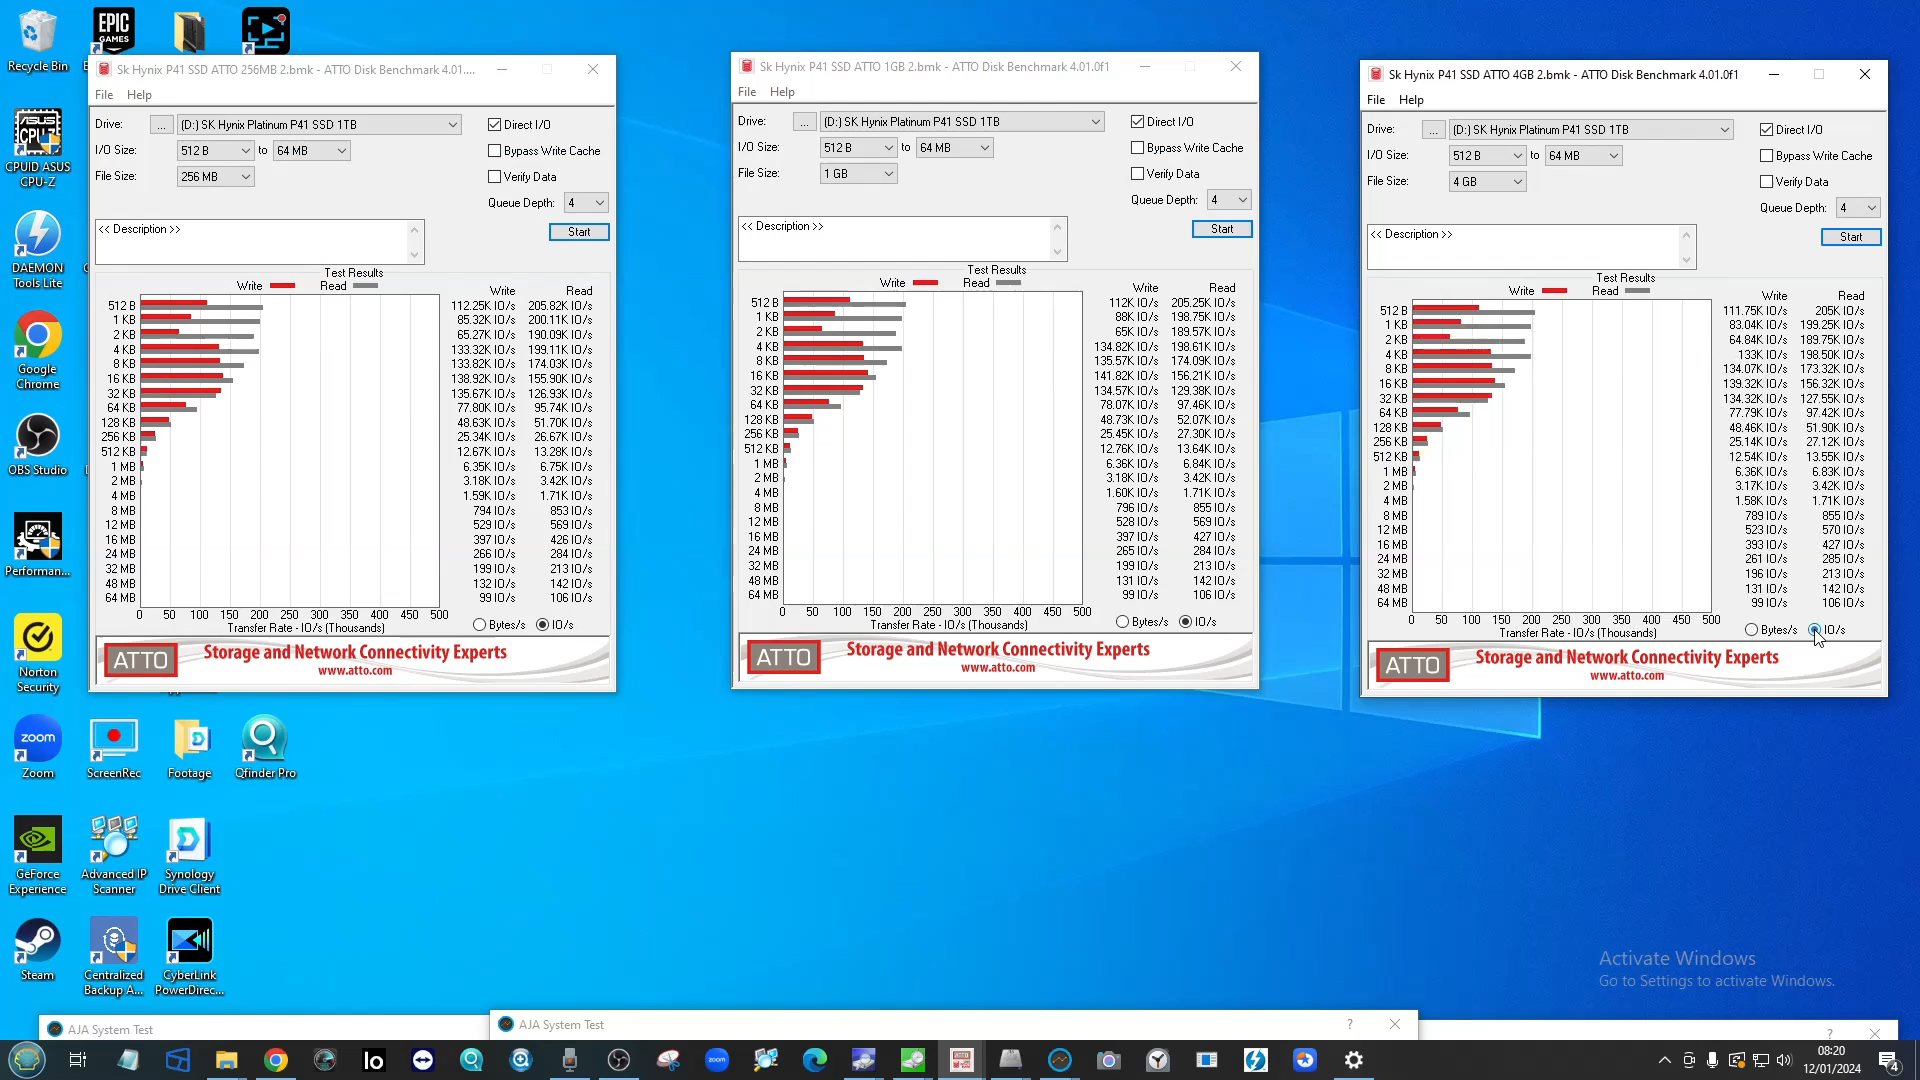 Recycle Bin
EPIC
GAMES
CPUID ASUS
CPU-Z
DAEMON
Tools Lite
Google
Chrome
OBS Studio
Performan...
Norton
Security
zoom
Zoom
ScreenRec
Footage
Qfinder Pro
GeForce
Experience
Advanced IP
Scanner
Synology
Drive Client
Steam
Centralized
Backup A...
CyberLink
PowerDirec...
Sk Hynix P41 SSD ATTO 256MB 2.bmk - ATTO Disk Benchmark 4.01....
File Help
Drive: ... (D:) SK Hynix Platinum P41 SSD 1TB Direct I/O
I/O Size: 512 B to 64 MB Bypass Write Cache
File Size: 256 MB Verify Data
Queue Depth: 4
<< Description >> Start
Test Results
Write Read Write Read
512 B 112.25K IO/s 205.82K IO/s
1 KB 85.32K IO/s 200.11K IO/s
2 KB 65.27K IO/s 190.09K IO/s
4 KB 133.32K IO/s 199.11K IO/s
8 KB 133.82K IO/s 174.03K IO/s
16 KB 138.92K IO/s 155.90K IO/s
32 KB 135.67K IO/s 126.93K IO/s
64 KB 77.80K IO/s 95.74K IO/s
128 KB 48.63K IO/s 51.70K IO/s
256 KB 25.34K IO/s 26.67K IO/s
512 KB 12.67K IO/s 13.28K IO/s
1 MB 6.35K IO/s 6.75K IO/s
2 MB 3.18K IO/s 3.42K IO/s
4 MB 1.59K IO/s 1.71K IO/s
8 MB 794 IO/s 853 IO/s
12 MB 529 IO/s 569 IO/s
16 MB 397 IO/s 426 IO/s
24 MB 266 IO/s 284 IO/s
32 MB 199 IO/s 213 IO/s
48 MB 132 IO/s 142 IO/s
64 MB 99 IO/s 106 IO/s
0 50 100 150 200 250 300 350 400 450 500
Transfer Rate - IO/s (Thousands) Bytes/s IO/s
ATTO Storage and Network Connectivity Experts
www.atto.com
Sk Hynix P41 SSD ATTO 1GB 2.bmk - ATTO Disk Benchmark 4.01.0f1
File Help
Drive: ... (D:) SK Hynix Platinum P41 SSD 1TB Direct I/O
I/O Size: 512 B to 64 MB Bypass Write Cache
File Size: 1 GB Verify Data
Queue Depth: 4
<< Description >> Start
Test Results
Write Read Write Read
512 B 112K IO/s 205.25K IO/s
1 KB 88K IO/s 198.75K IO/s
2 KB 65K IO/s 189.57K IO/s
4 KB 134.82K IO/s 198.61K IO/s
8 KB 135.57K IO/s 174.09K IO/s
16 KB 141.82K IO/s 156.21K IO/s
32 KB 134.57K IO/s 129.38K IO/s
64 KB 78.07K IO/s 97.46K IO/s
128 KB 48.73K IO/s 52.07K IO/s
256 KB 25.45K IO/s 27.30K IO/s
512 KB 12.76K IO/s 13.64K IO/s
1 MB 6.36K IO/s 6.84K IO/s
2 MB 3.18K IO/s 3.42K IO/s
4 MB 1.60K IO/s 1.71K IO/s
8 MB 796 IO/s 855 IO/s
12 MB 528 IO/s 569 IO/s
16 MB 397 IO/s 427 IO/s
24 MB 265 IO/s 284 IO/s
32 MB 199 IO/s 213 IO/s
48 MB 131 IO/s 142 IO/s
64 MB 99 IO/s 106 IO/s
0 50 100 150 200 250 300 350 400 450 500
Transfer Rate - IO/s (Thousands) Bytes/s IO/s
ATTO Storage and Network Connectivity Experts
www.atto.com
Sk Hynix P41 SSD ATTO 4GB 2.bmk - ATTO Disk Benchmark 4.01.0f1
File Help
Drive: ... (D:) SK Hynix Platinum P41 SSD 1TB Direct I/O
I/O Size: 512 B to 64 MB Bypass Write Cache
File Size: 4 GB Verify Data
Queue Depth: 4
<< Description >> Start
Test Results
Write Read Write Read
512 B 111.75K IO/s 205K IO/s
1 KB 83.04K IO/s 199.25K IO/s
2 KB 64.84K IO/s 189.75K IO/s
4 KB 133K IO/s 198.50K IO/s
8 KB 134.07K IO/s 173.32K IO/s
16 KB 139.32K IO/s 156.32K IO/s
32 KB 134.32K IO/s 127.55K IO/s
64 KB 77.79K IO/s 97.42K IO/s
128 KB 48.46K IO/s 51.90K IO/s
256 KB 25.14K IO/s 27.12K IO/s
512 KB 12.54K IO/s 13.55K IO/s
1 MB 6.36K IO/s 6.83K IO/s
2 MB 3.17K IO/s 3.42K IO/s
4 MB 1.58K IO/s 1.71K IO/s
8 MB 789 IO/s 855 IO/s
12 MB 523 IO/s 570 IO/s
16 MB 393 IO/s 427 IO/s
24 MB 261 IO/s 285 IO/s
32 MB 196 IO/s 213 IO/s
48 MB 131 IO/s 142 IO/s
64 MB 99 IO/s 106 IO/s
0 50 100 150 200 250 300 350 400 450 500
Transfer Rate - IO/s (Thousands) Bytes/s IO/s
ATTO Storage and Network Connectivity Experts
www.atto.com
Activate Windows
Go to Settings to activate Windows.
AJA System Test
AJA System Test ?
?
Io
zoom
08:20
12/01/2024
4